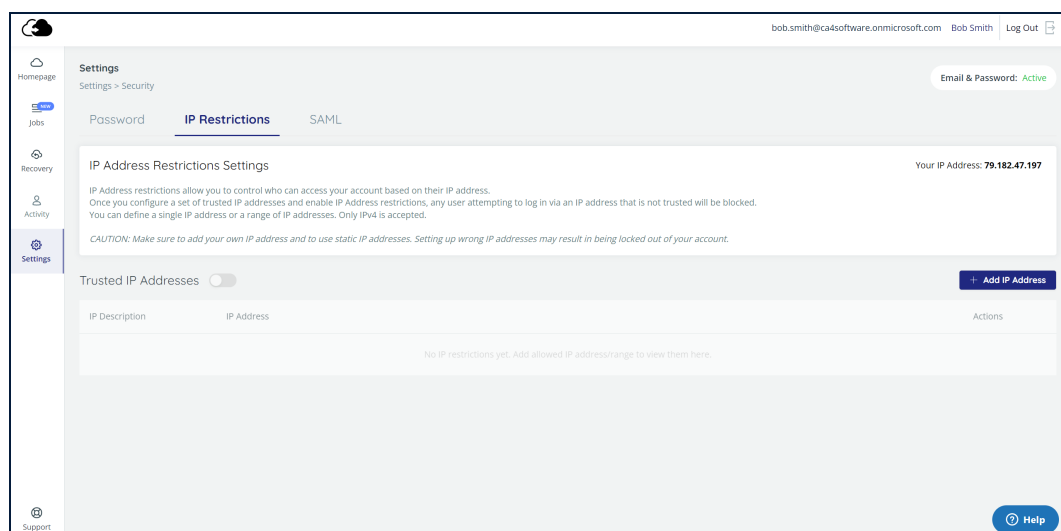 bob.smith@ca4software.onmicrosoft.com Bob Smith Log Out
Homepage
Settings
Settings > Security
Email & Password: Active
NEW
Jobs
Password IP Restrictions SAML
Recovery
IP Address Restrictions Settings
Your IP Address: 79.182.47.197
IP Address restrictions allow you to control who can access your account based on their IP address.
Once you configure a set of trusted IP addresses and enable IP Address restrictions, any user attempting to log in via an IP address that is not trusted will be blocked.
You can define a single IP address or a range of IP addresses. Only IPv4 is accepted.
Activity
CAUTION: Make sure to add your own IP address and to use static IP addresses. Setting up wrong IP addresses may result in being locked out of your account.
Settings
Trusted IP Addresses
+ Add IP Address
IP Description IP Address Actions
No IP restrictions yet. Add allowed IP address/range to view them here.
Support
? Help